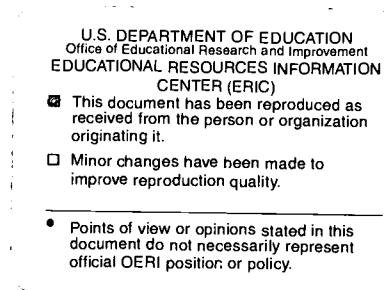 U.S. DEPARTMENT OF EDUCATION
Office of Educational Research and Improvement
EDUCATIONAL RESOURCES INFORMATION
CENTER (ERIC)
This document has been reproduced as
received from the person or organization
originating it.
☐ Minor changes have been made to
improve reproduction quality.
• Points of view or opinions stated in this
document do not necessarily represent
official OERI position or policy.